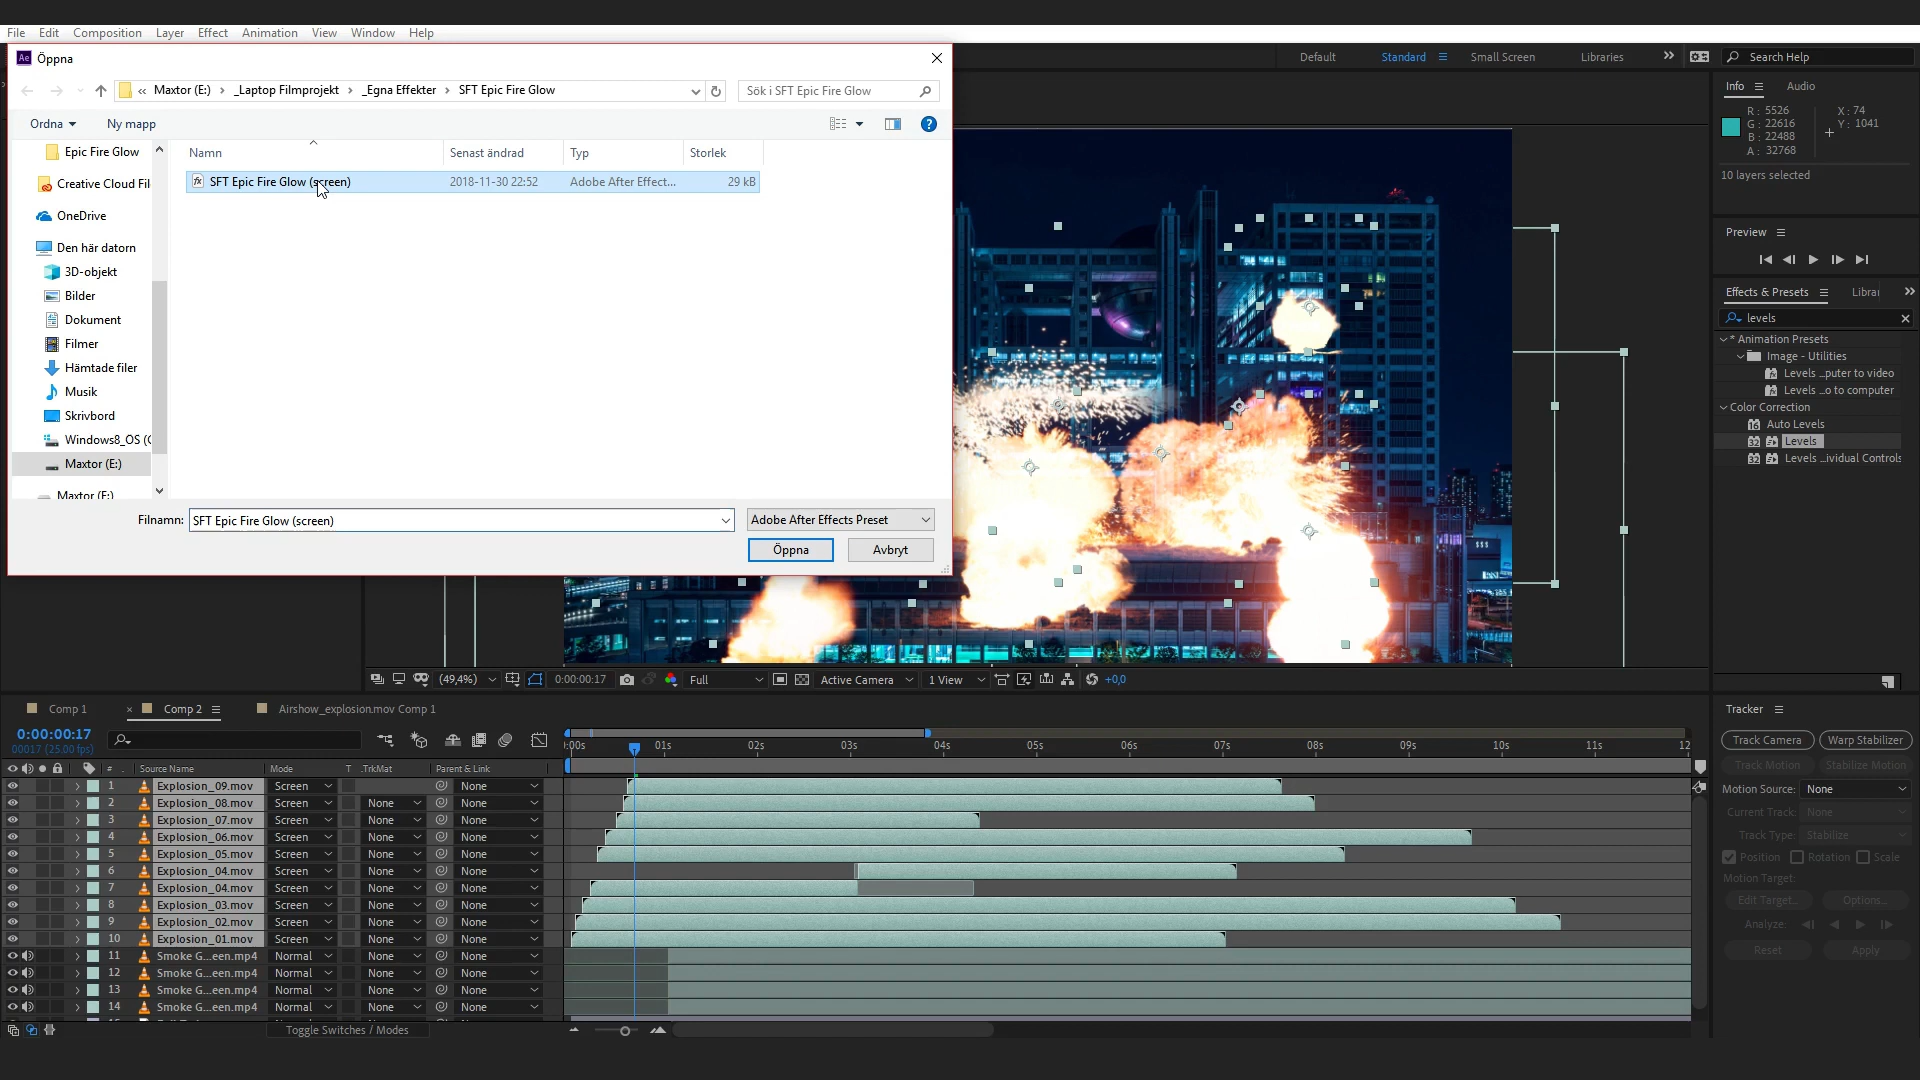 File Edit Composition Layer Effect Animation View Window Help
Ae Öppna
« Maxtor (E:) › _Laptop Filmprojekt › _Egna Effekter › SFT Epic Fire Glow
Sök i SFT Epic Fire Glow
Ordna Ny mapp
Epic Fire Glow
Creative Cloud Fil
OneDrive
Den här datorn
3D-objekt
Bilder
Dokument
Filmer
Hämtade filer
Musik
Skrivbord
Windows8_OS (C
Maxtor (E:)
Maxtor (E:)
Namn Senast ändrad Typ Storlek
SFT Epic Fire Glow (screen) 2018-11-30 22:52 Adobe After Effect... 29 kB
Filnamn: SFT Epic Fire Glow (screen) Adobe After Effects Preset
Öppna Avbryt
Default Standard Small Screen Libraries » Search Help
Info Audio
R: 5526
G: 22616
B: 22488
A: 32768
X: 74
Y: 1041
10 layers selected
Preview
Effects & Presets Librar »
levels
* Animation Presets
Image - Utilities
Levels ...puter to video
Levels ...o to computer
Color Correction
Auto Levels
Levels
Levels ...ividual Controls
(49,4%) 0:00:00:17 Full Active Camera 1 View +0,0
Comp 1 × Comp 2 Airshow_explosion.mov Comp 1
0:00:00:17
00017 (25.00 fps)
# Source Name Mode T .TrkMat Parent & Link
:00s 01s 02s 03s 04s 05s 06s 07s 08s 09s 10s 11s 12
1 Explosion_09.mov Screen None
2 Explosion_08.mov Screen None None
3 Explosion_07.mov Screen None None
4 Explosion_06.mov Screen None None
5 Explosion_05.mov Screen None None
6 Explosion_04.mov Screen None None
7 Explosion_04.mov Screen None None
8 Explosion_03.mov Screen None None
9 Explosion_02.mov Screen None None
10 Explosion_01.mov Screen None None
11 Smoke G...een.mp4 Normal None None
12 Smoke G...een.mp4 Normal None None
13 Smoke G...een.mp4 Normal None None
14 Smoke G...een.mp4 Normal None None
Toggle Switches / Modes
Tracker
Track Camera Warp Stabilizer
Track Motion Stabilize Motion
Motion Source: None
Current Track: None
Track Type: Stabilize
Position Rotation Scale
Motion Target:
Edit Target... Options...
Analyze:
Reset Apply